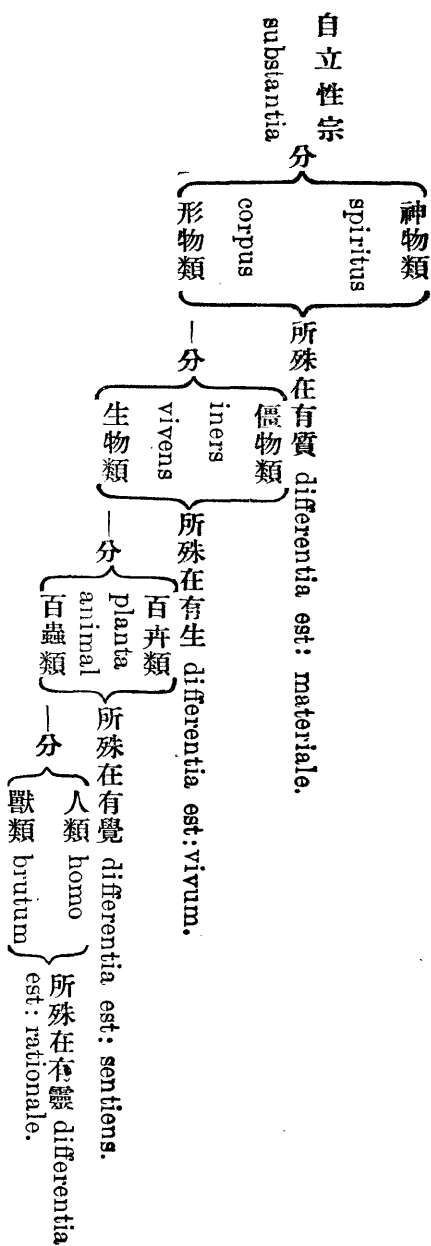 自立性宗
substantia
分
神物類
spiritus
corpus
形物類
所殊在有質 differentia est: materiale.
分
僵物類
iners
vivens
生物類
所殊在有生 differentia est: vivum.
分
百卉類
planta
animal
百蟲類
所殊在有覺 differentia est: sentiens.
分
人類 homo
獸類 brutum
所殊在有靈 differentia
est: rationale.